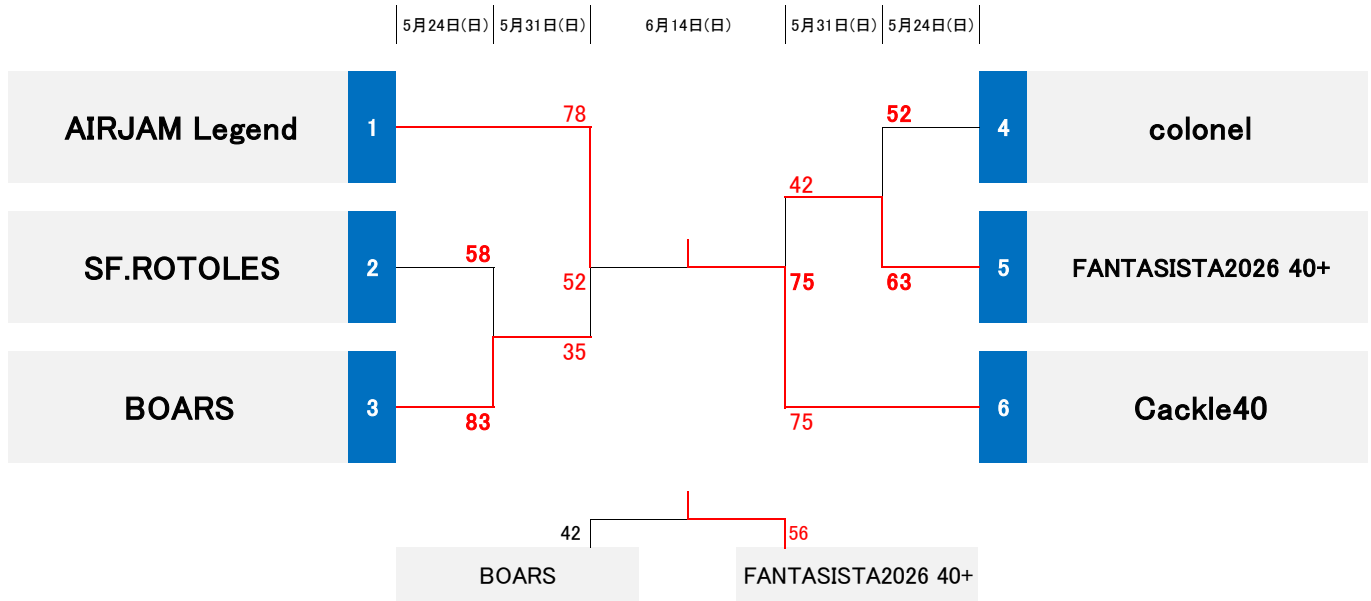 5月24日(日) 5月31日(日) 6月14日(日) 5月31日(日) 5月24日(日)
AIRJAM Legend 1 78 52 4 colonel
42
SF.ROTOLES 2 58 52 75 63 5 FANTASISTA2026 40+
35
BOARS 3 83 75 6 Cackle40
42 56
BOARS FANTASISTA2026 40+